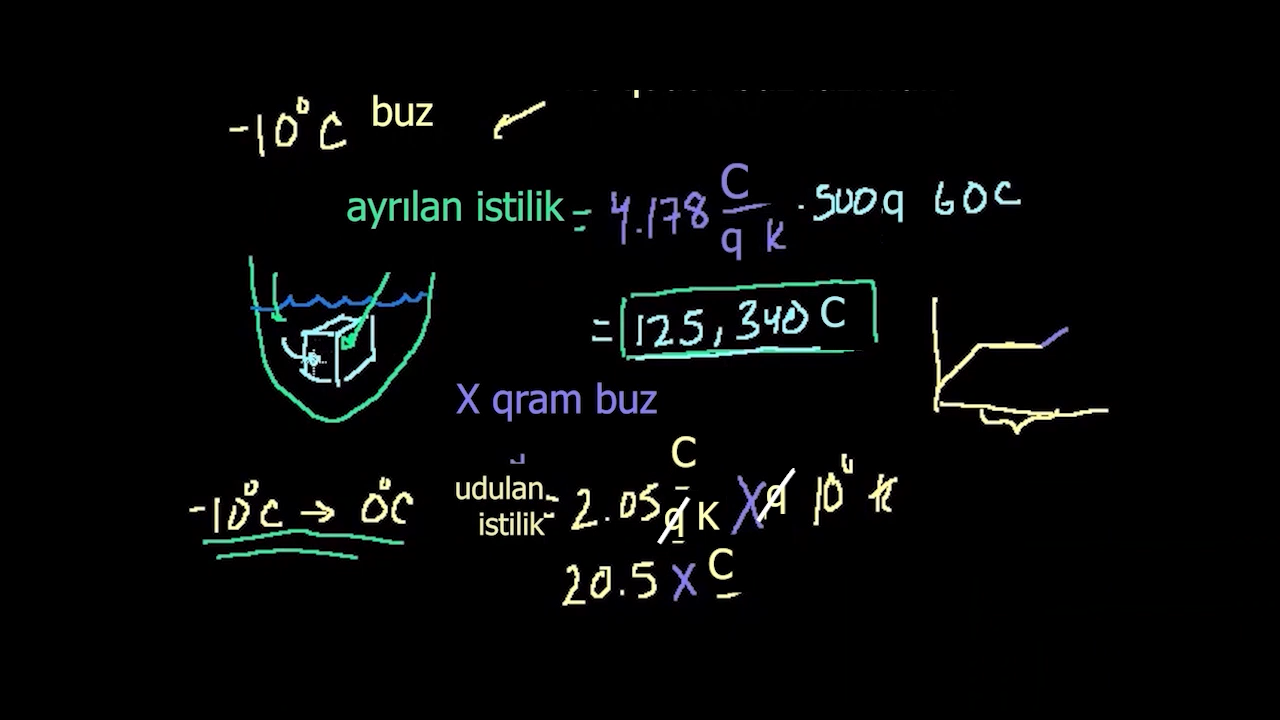 -10°C buz
ayrılan istilik = 4.178 C/q k · 500q 60C
= 125,340 C
X qram buz
-10°C → 0°C udulan istilik = 2.05 C/q K X q 10° K
20.5 X C